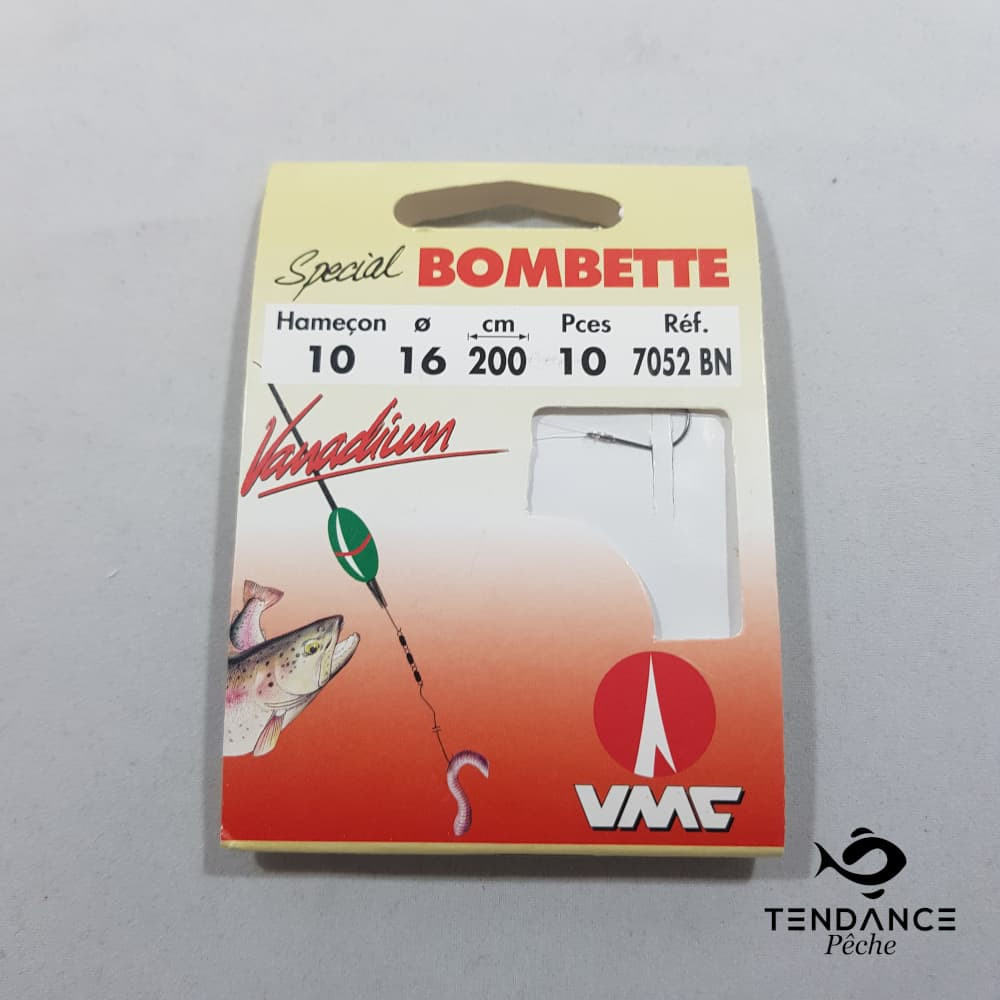 Special BOMBETTE
Hameçon ø cm Pces Réf.
10 16 200 10 7052 BN
Vanadium
VMC
TENDANCE
Pêche